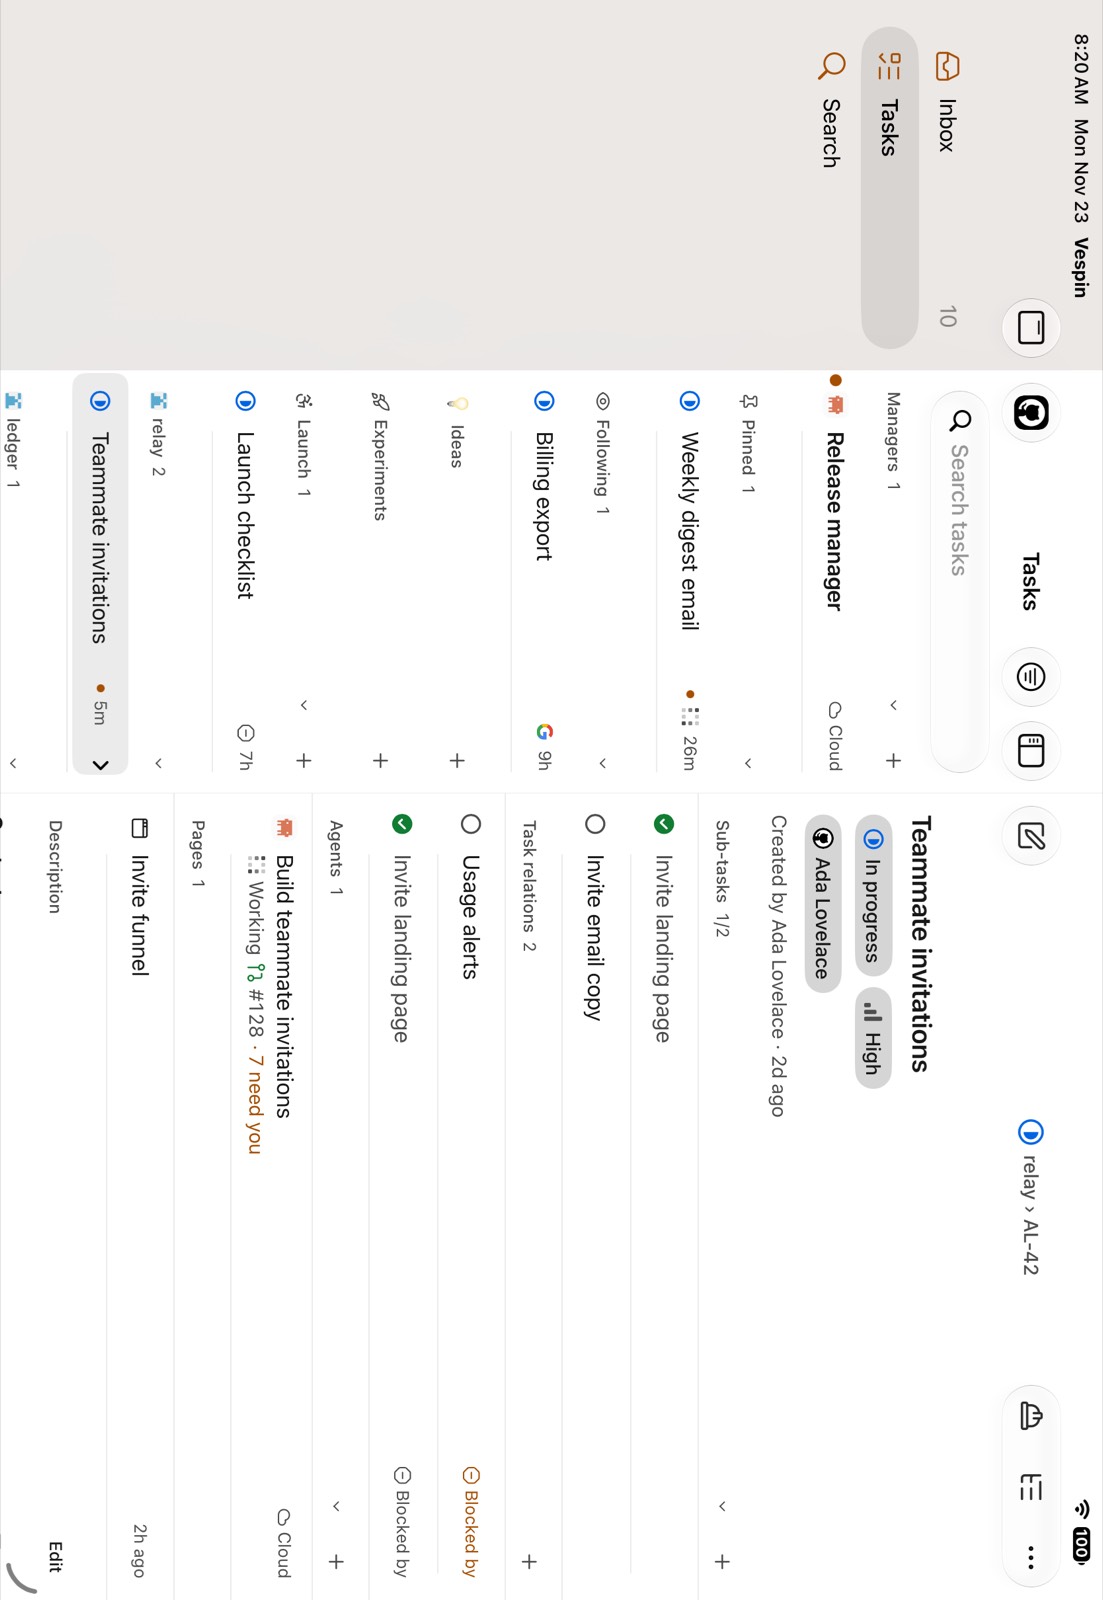 8:20 AM Mon Nov 23 Vespin
100
Inbox 10
Tasks
Search
Tasks
Search tasks
Managers 1
Release manager Cloud
Pinned 1
Weekly digest email 26m
Following 1
Billing export 9h
Ideas
Experiments
Launch 1
Launch checklist 7h
relay 2
Teammate invitations 5m
ledger 1
relay › AL-42
Teammate invitations
In progress High
Ada Lovelace
Created by Ada Lovelace · 2d ago
Sub-tasks 1/2
Invite landing page
Invite email copy
Task relations 2
Usage alerts Blocked by
Invite landing page Blocked by
Agents 1
Build teammate invitations Cloud
Working #128 · 7 need you
Pages 1
Invite funnel 2h ago
Description Edit